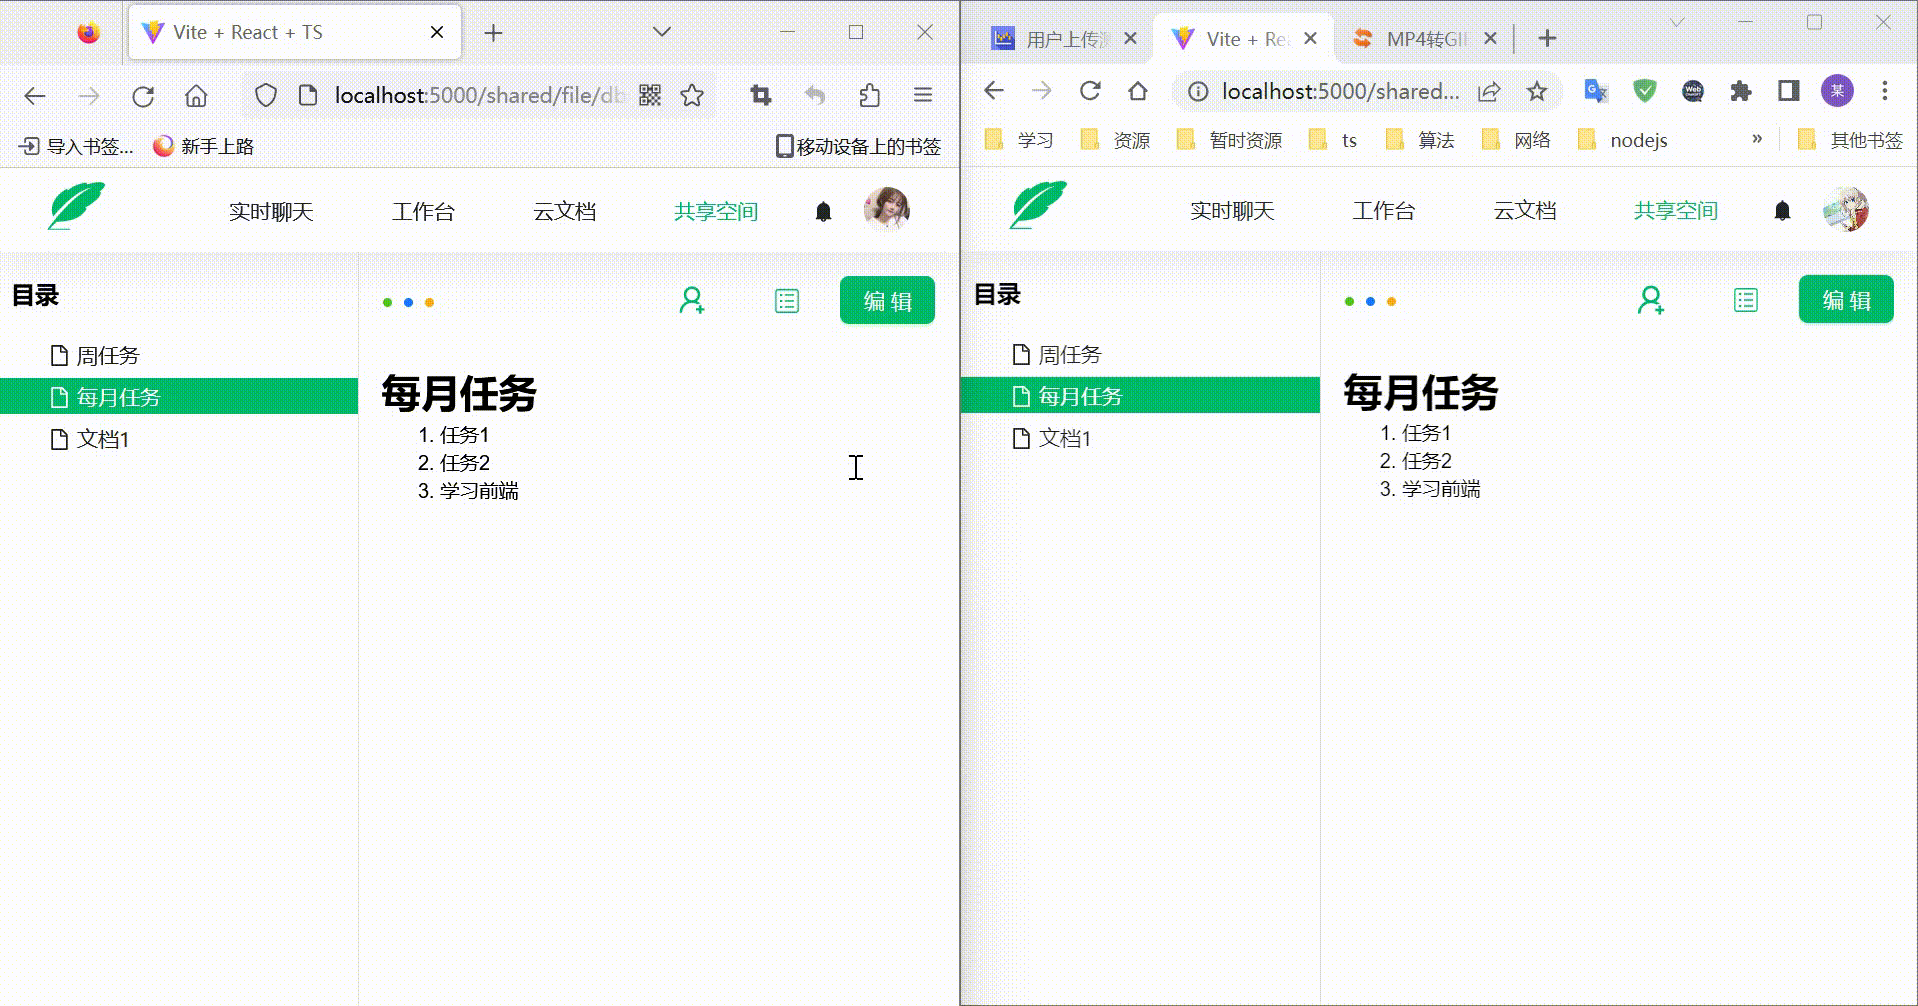 Vite + React + TS
localhost:5000/shared/file/db
导入书签...
新手上路
移动设备上的书签
实时聊天
工作台
云文档
共享空间
目录
编 辑
周任务
每月任务
文档1
每月任务
1. 任务1
2. 任务2
3. 学习前端
用户上传
Vite + Re
MP4转GI
localhost:5000/shared...
某
学习
资源
暂时资源
ts
算法
网络
nodejs
»
其他书签
实时聊天
工作台
云文档
共享空间
目录
编 辑
周任务
每月任务
文档1
每月任务
1. 任务1
2. 任务2
3. 学习前端